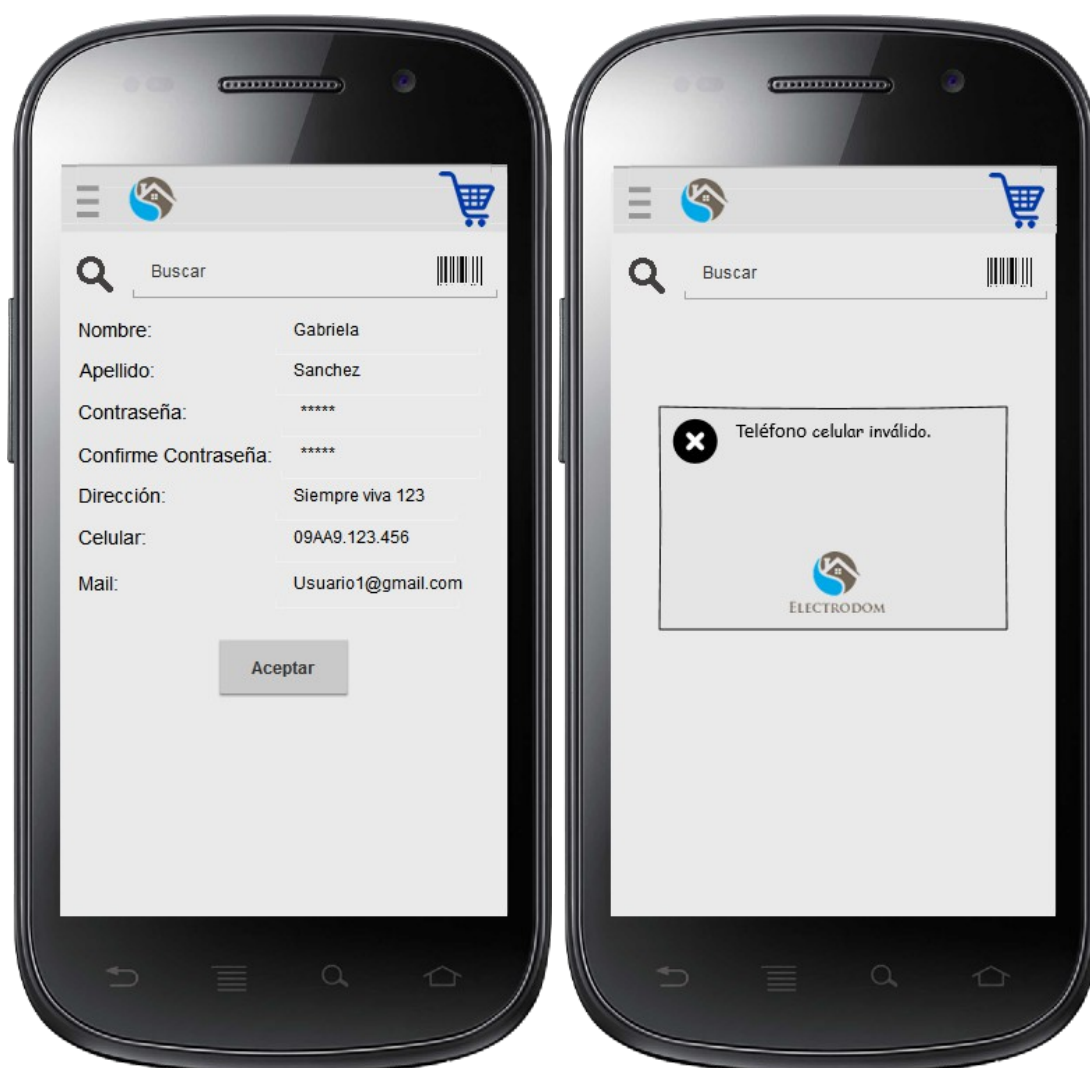 Buscar
Nombre: Gabriela
Apellido: Sanchez
Contraseña: *****
Confirme Contraseña: *****
Dirección: Siempre viva 123
Celular: 09AA9.123.456
Mail: Usuario1@gmail.com
Aceptar
Buscar
Teléfono celular inválido.
ELECTRODOM